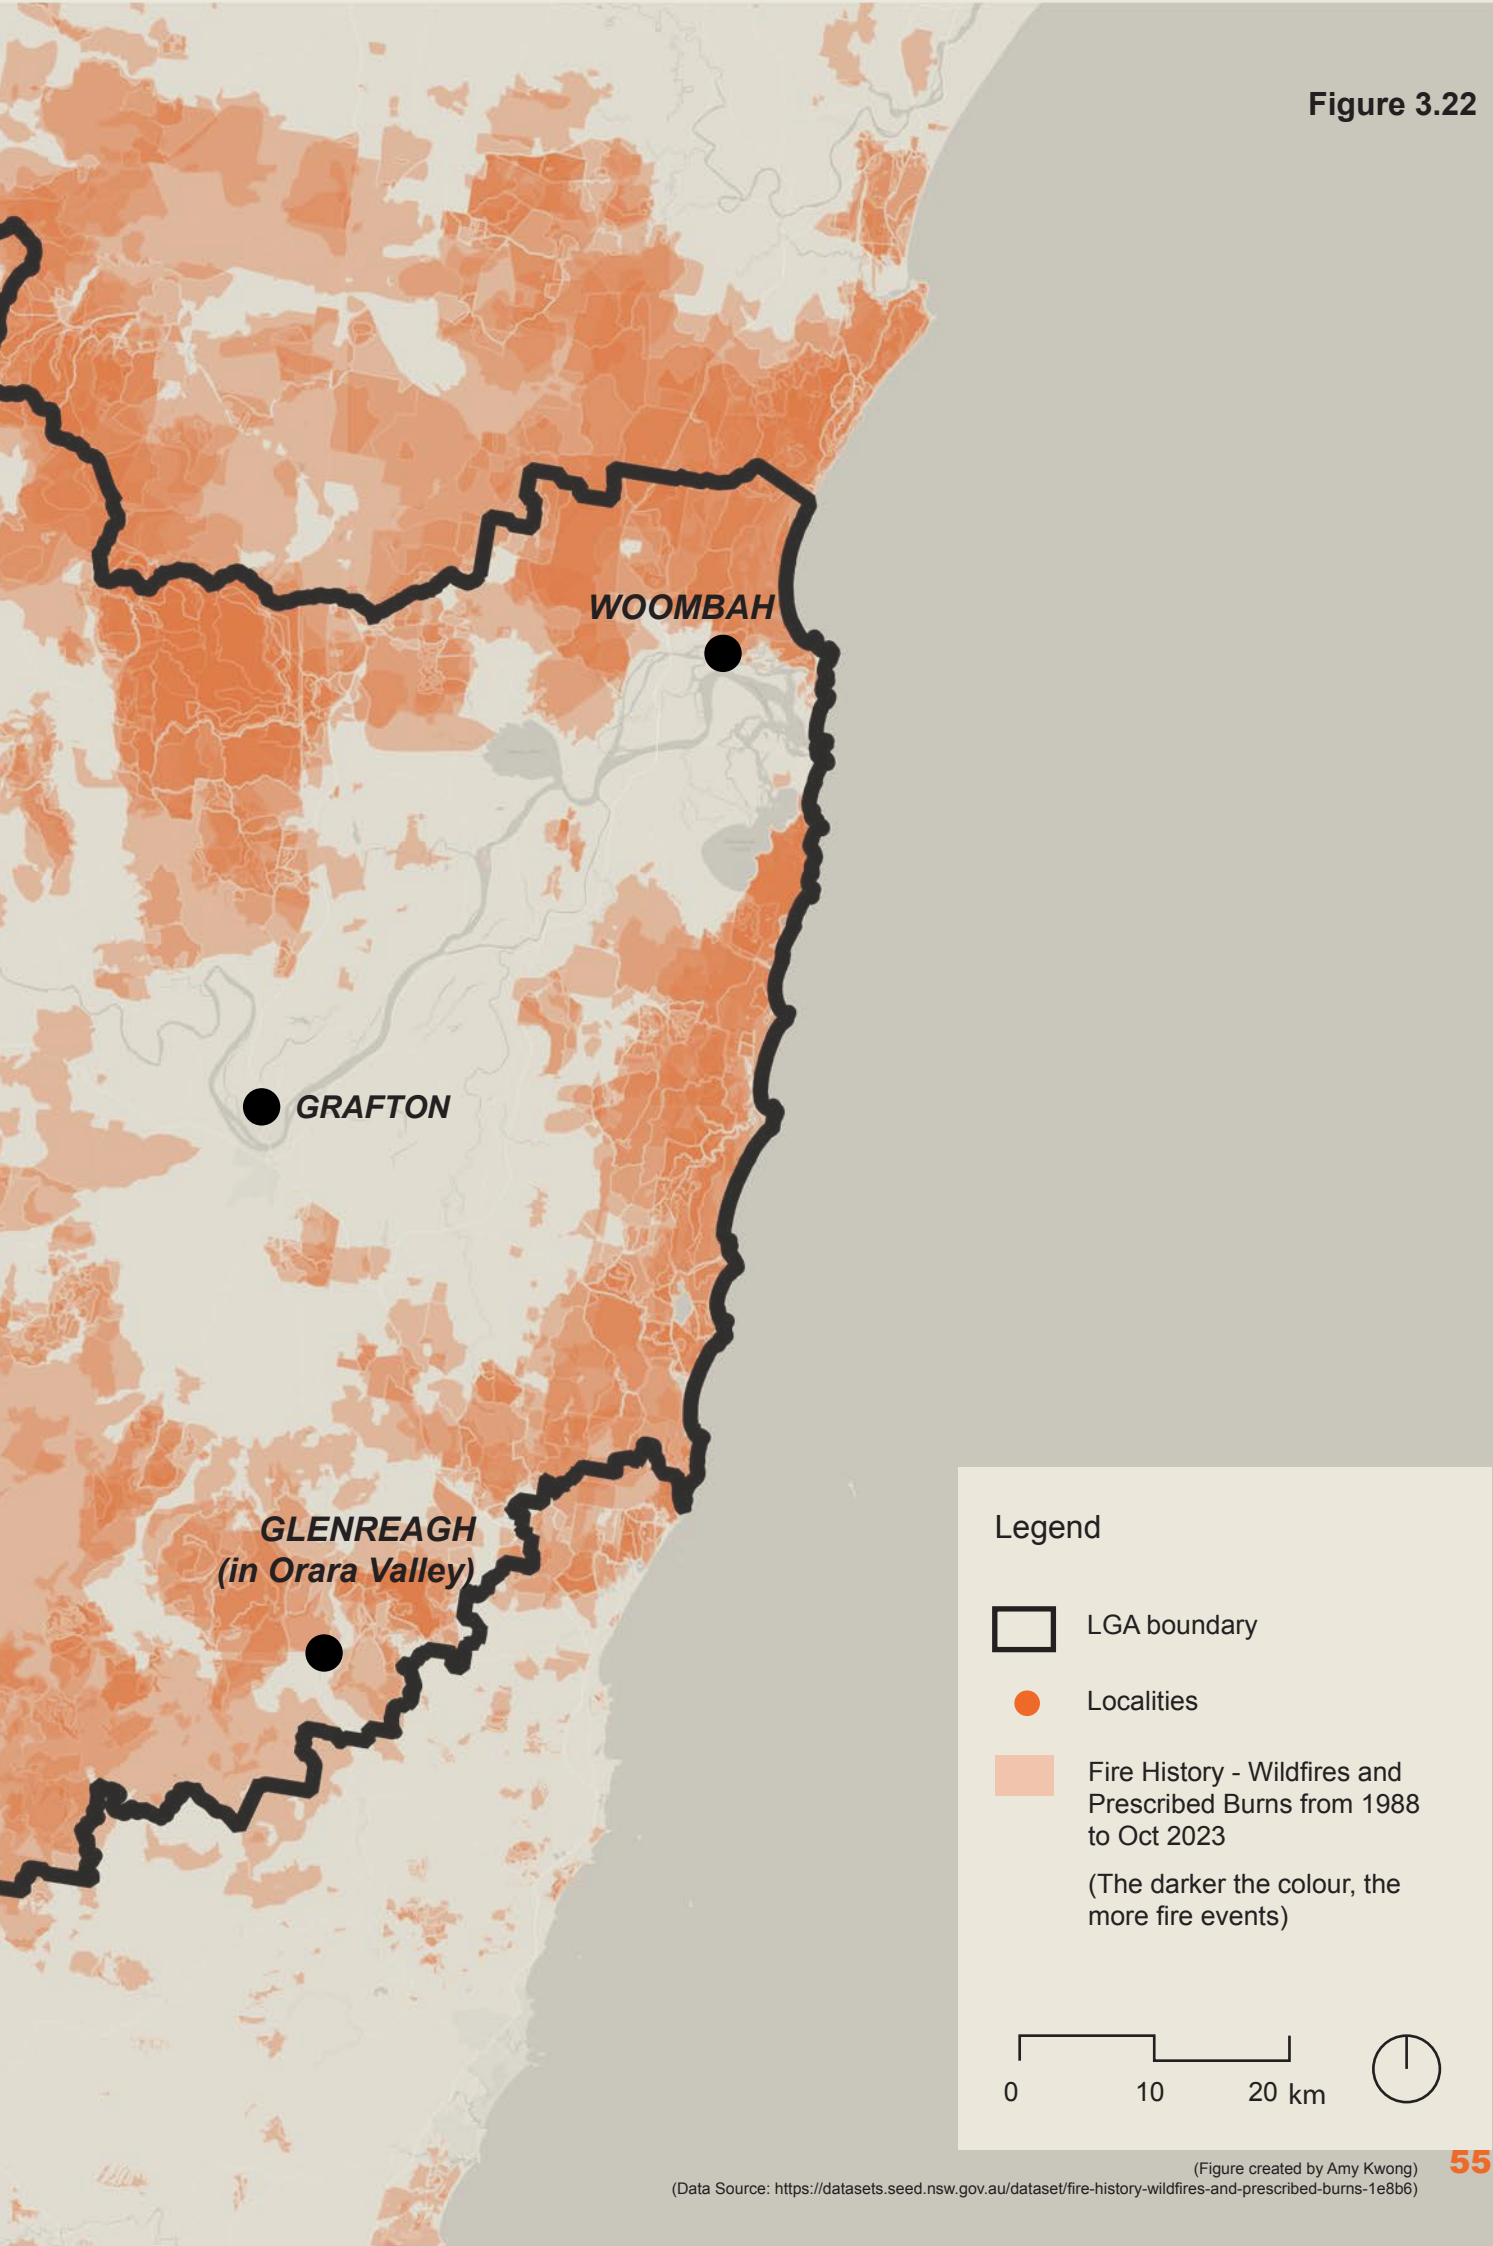 Figure 3.22
WOOMBAH
GRAFTON
GLENREAGH
(in Orara Valley)
Legend
LGA boundary
Localities
Fire History - Wildfires and
Prescribed Burns from 1988
to Oct 2023
(The darker the colour, the
more fire events)
0 10 20 km
(Figure created by Amy Kwong)
55
(Data Source: https://datasets.seed.nsw.gov.au/dataset/fire-history-wildfires-and-prescribed-burns-1e8b6)